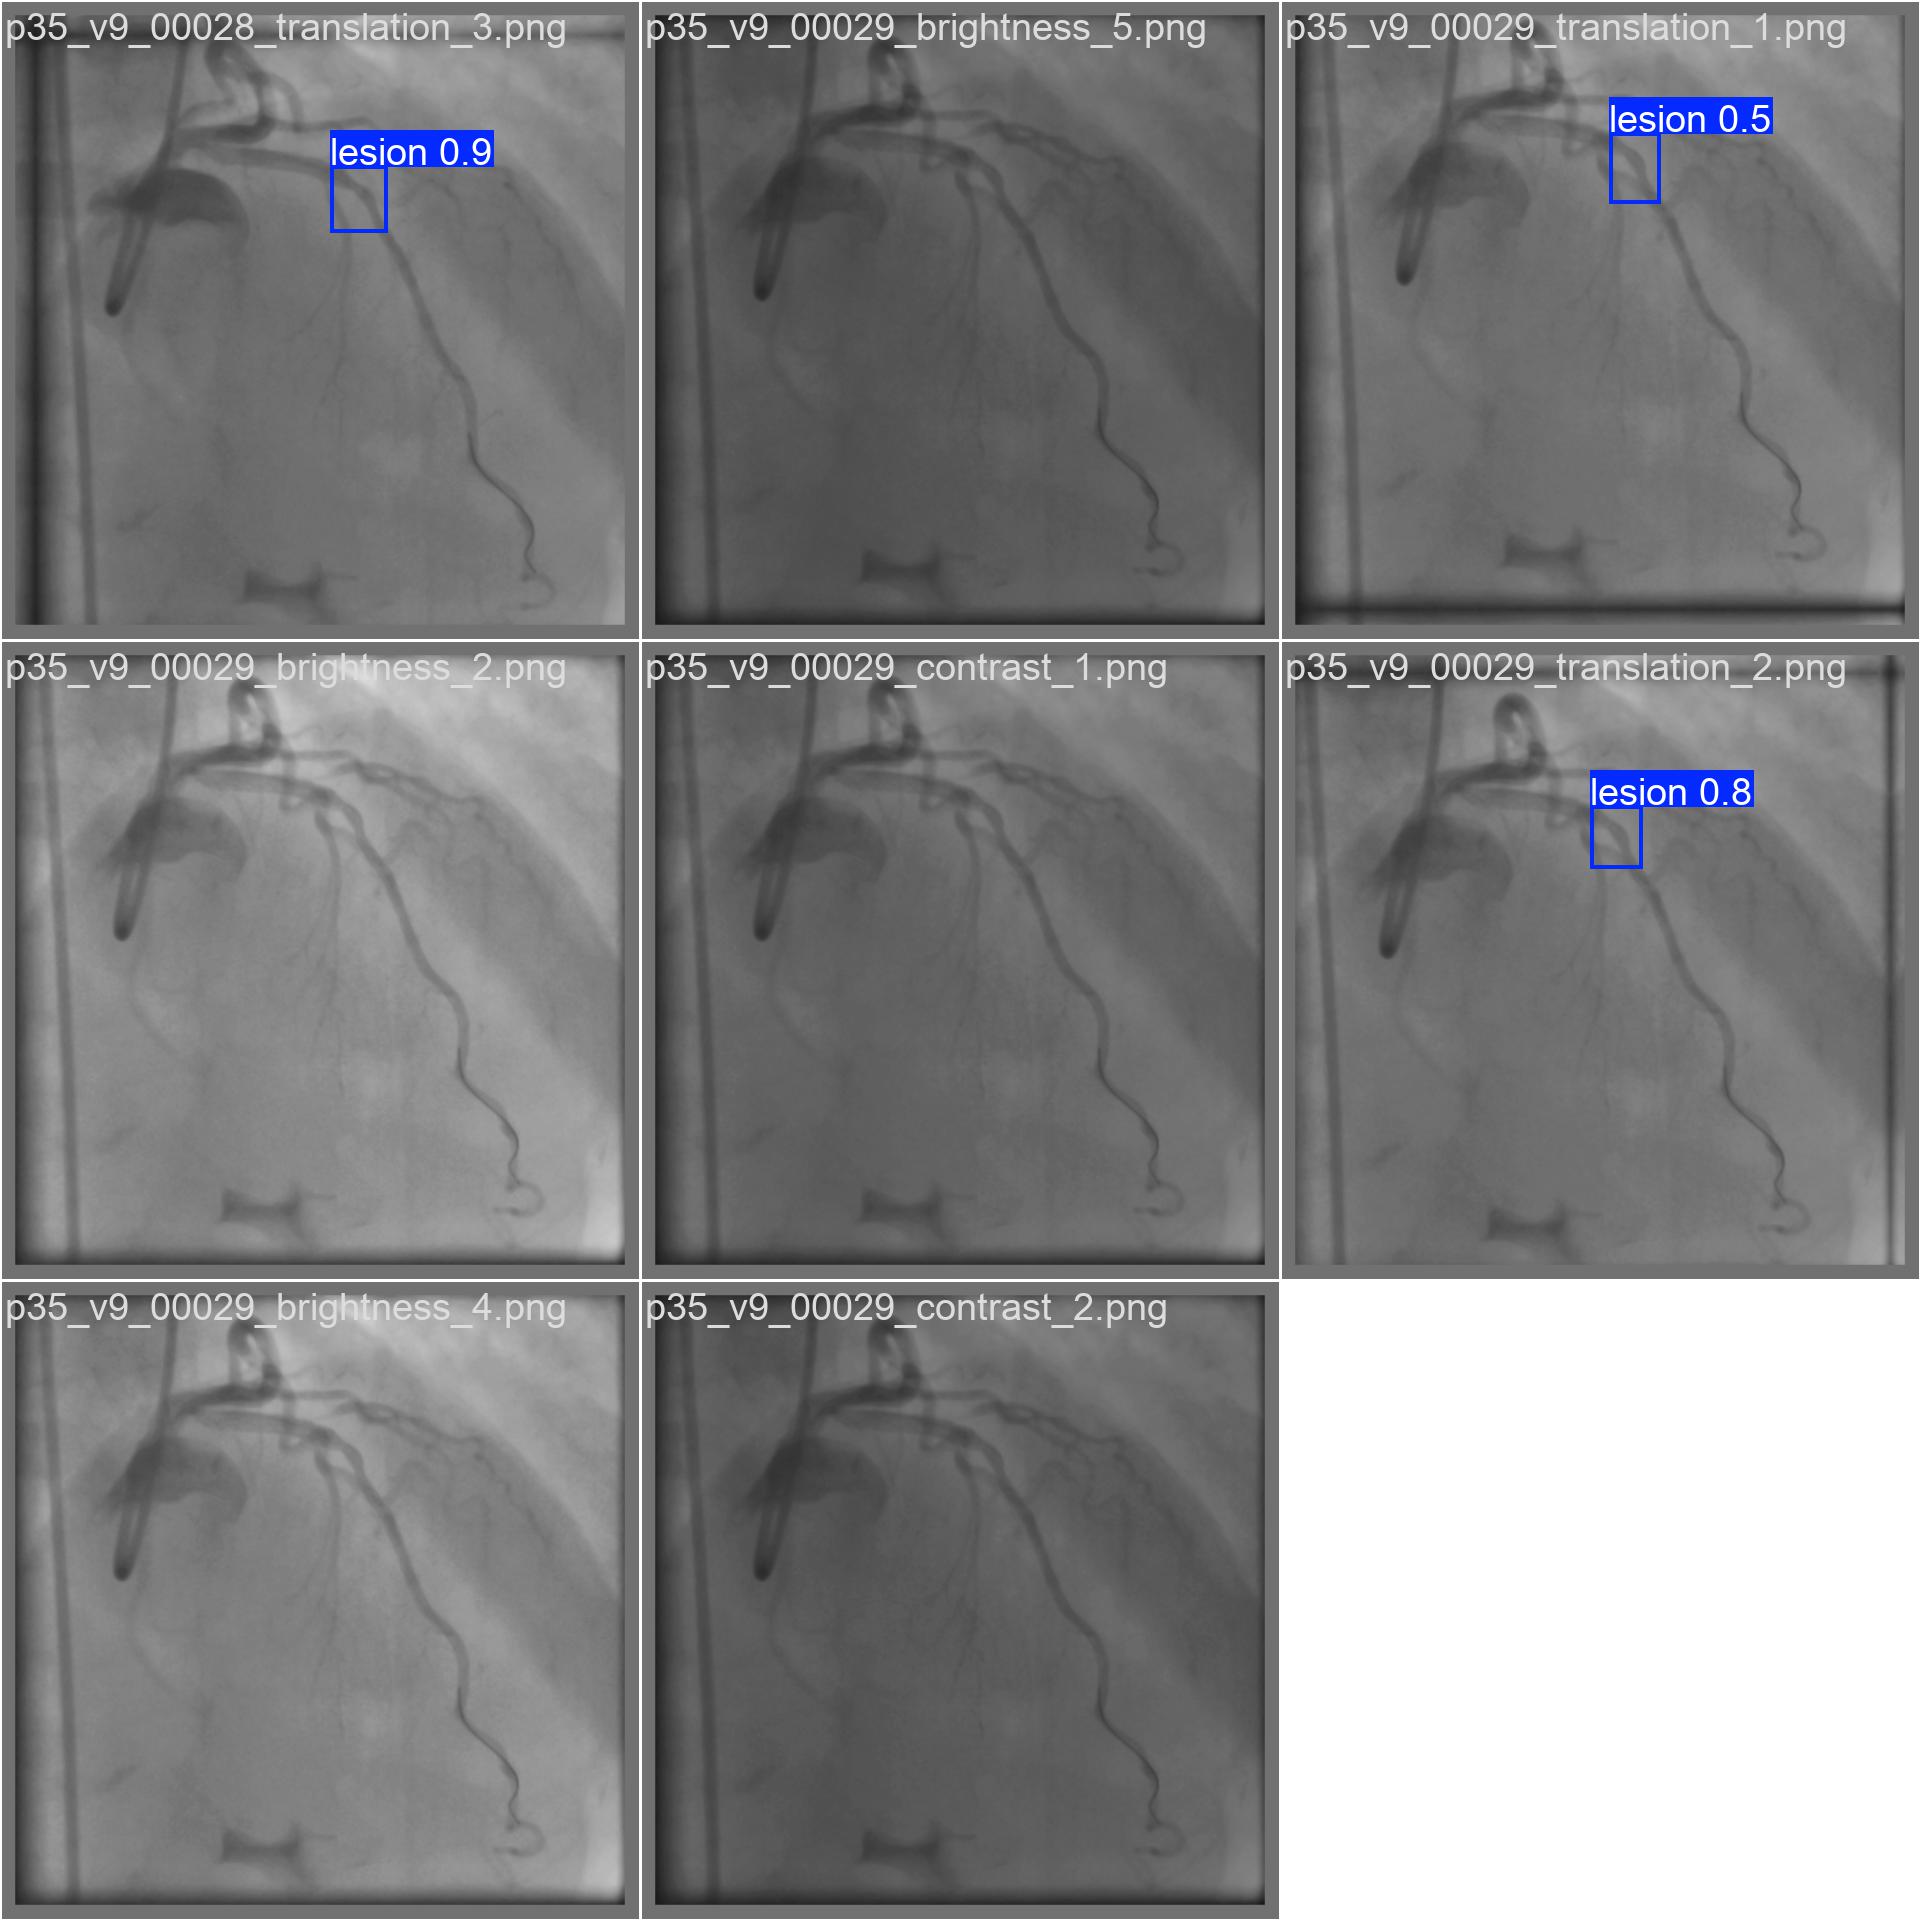 p35_v9_00028_translation_3.png
p35_v9_00029_brightness_5.png
p35_v9_00029_translation_1.png
lesion 0.9
lesion 0.5
p35_v9_00029_brightness_2.png
p35_v9_00029_contrast_1.png
p35_v9_00029_translation_2.png
lesion 0.8
p35_v9_00029_brightness_4.png
p35_v9_00029_contrast_2.png